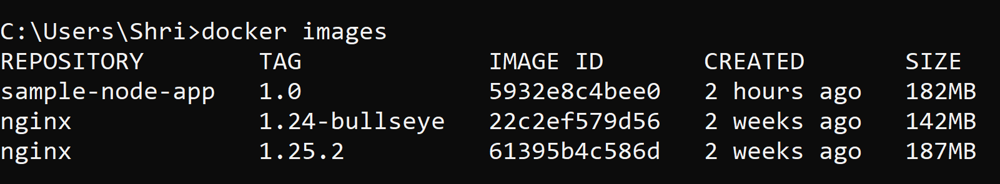 C:\Users\Shri>docker images
REPOSITORY TAG IMAGE ID CREATED SIZE
sample-node-app 1.0 5932e8c4bee0 2 hours ago 182MB
nginx 1.24-bullseye 22c2ef579d56 2 weeks ago 142MB
nginx 1.25.2 61395b4c586d 2 weeks ago 187MB